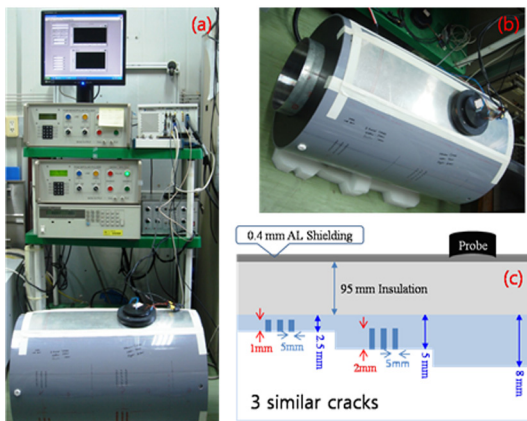 (a)
(b)
0.4 mm AL Shielding
Probe
95 mm Insulation
(c)
1mm
5mm
2.5 mm
2mm
5mm
5 mm
8 mm
3 similar cracks